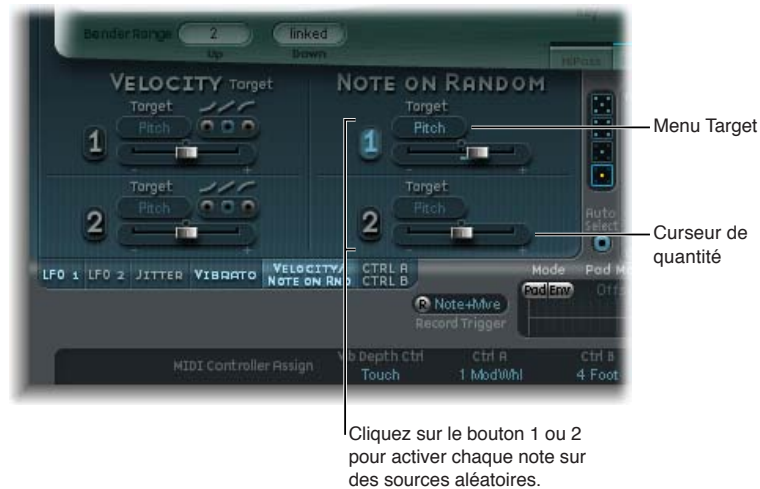 Key
Bender Range 2 linked
Up Down
HiPass
VELOCITY Target NOTE ON RANDOM
Target Target
1 Pitch 1 Pitch
- + - +
Target Target
2 Pitch 2 Pitch
- + - +
Auto
Select
Menu Target
Curseur de
quantité
LFO 1 LFO 2 JITTER VIBRATO VELOCITY/ NOTE ON RND CTRL A CTRL B
Mode Pad M
R Note+Mve Pad Env Offs
Record Trigger
MIDI Controller Assign
Vib Depth Ctrl Ctrl A Ctrl B
Touch 1 ModWhl 4 Foot
Cliquez sur le bouton 1 ou 2
pour activer chaque note sur
des sources aléatoires.